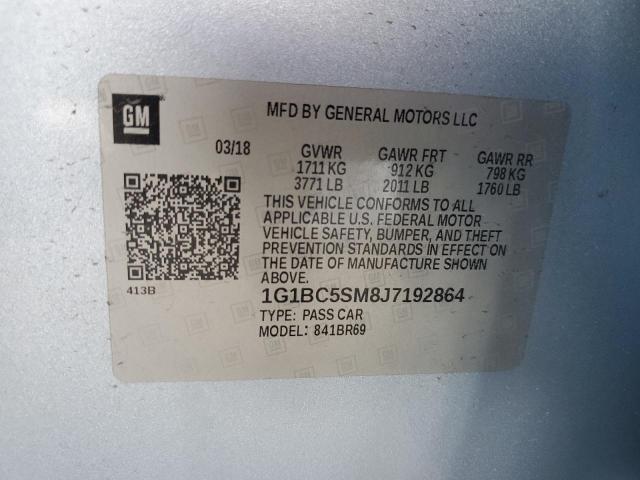 GM
MFD BY GENERAL MOTORS LLC
03/18 GVWR GAWR FRT GAWR RR
1711 KG 912 KG 798 KG
3771 LB 2011 LB 1760 LB
THIS VEHICLE CONFORMS TO ALL
APPLICABLE U.S. FEDERAL MOTOR
VEHICLE SAFETY, BUMPER, AND THEFT
PREVENTION STANDARDS IN EFFECT ON
THE DATE OF MANUFACTURE SHOWN
ABOVE.
413B
1G1BC5SM8J7192864
TYPE: PASS CAR
MODEL: 841BR69